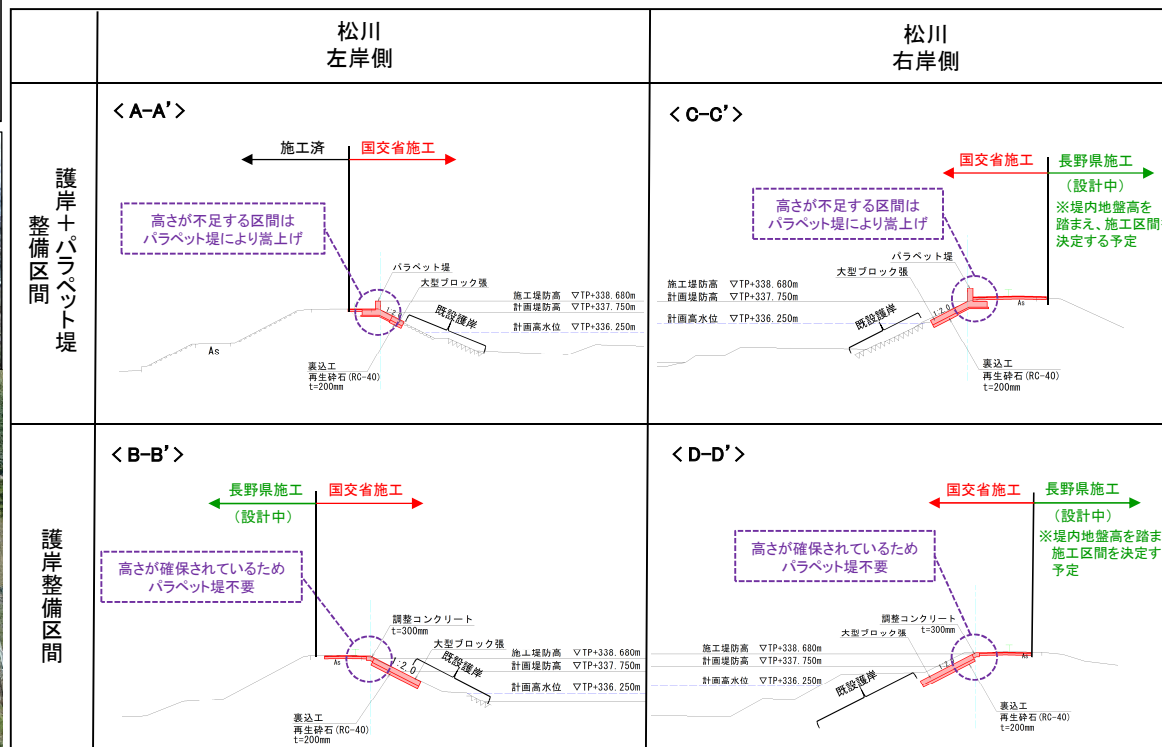 松川
左岸側
松川
右岸側
護岸+パラペット堤
整備区間
<A-A'>
施工済
国交省施工
高さが不足する区間は
パラペット堤により嵩上げ
パラペット堤
大型ブロック張
既設護岸
施工堤防高 ▽TP+338.680m
計画堤防高 ▽TP+337.750m
計画高水位 ▽TP+336.250m
As
裏込工
再生砕石(RC-40)
t=200mm
<C-C'>
国交省施工
長野県施工
(設計中)
※堤内地盤高を
踏まえ、施工区間
決定する予定
高さが不足する区間は
パラペット堤により嵩上げ
パラペット堤
大型ブロック張
施工堤防高 ▽TP+338.680m
計画堤防高 ▽TP+337.750m
計画高水位 ▽TP+336.250m
既設護岸
As
裏込工
再生砕石(RC-40)
t=200mm
護岸整備区間
<B-B'>
長野県施工
(設計中)
国交省施工
高さが確保されているため
パラペット堤不要
調整コンクリート
t=300mm
大型ブロック張
既設護岸
1:2.0
As
施工堤防高 ▽TP+338.680m
計画堤防高 ▽TP+337.750m
計画高水位 ▽TP+336.250m
裏込工
再生砕石(RC-40)
t=200mm
<D-D'>
国交省施工
長野県施工
(設計中)
※堤内地盤高を踏ま
施工区間を決定す
予定
高さが確保されているため
パラペット堤不要
調整コンクリート
t=300mm
大型ブロック張
施工堤防高 ▽TP+338.680m
計画堤防高 ▽TP+337.750m
計画高水位 ▽TP+336.250m
As
既設護岸
裏込工
再生砕石(RC-40)
t=200mm